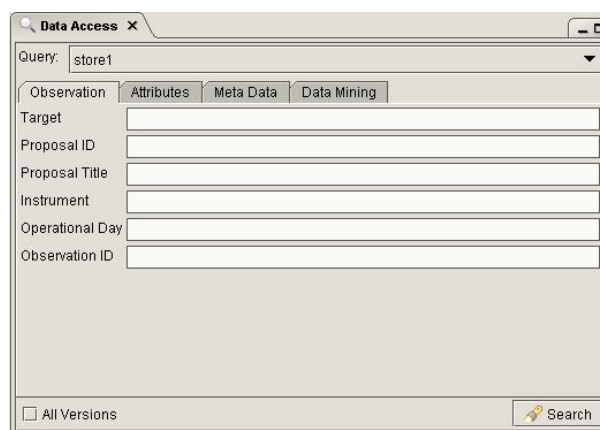 Data Access
Query: store1
Observation Attributes Meta Data Data Mining
Target
Proposal ID
Proposal Title
Instrument
Operational Day
Observation ID
All Versions Search